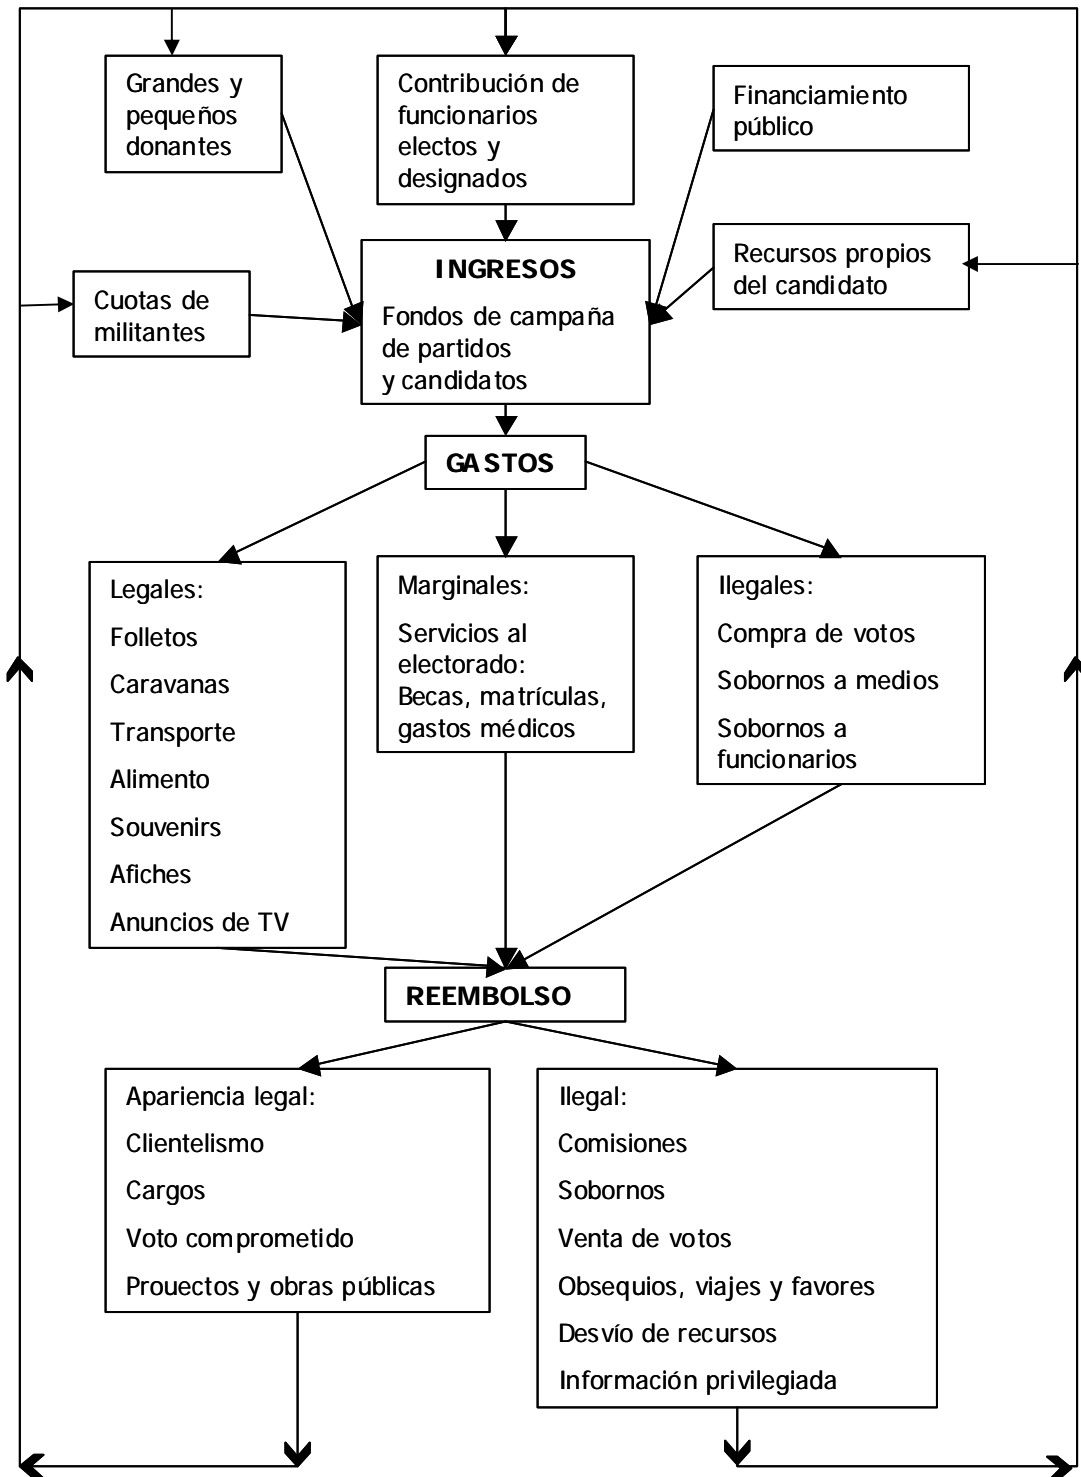 Grandes y
pequeños
donantes
Contribución de
funcionarios
electos y
designados
Financiamiento
público
Cuotas de
militantes
INGRESOS
Fondos de campaña
de partidos
y candidatos
Recursos propios
del candidato
GASTOS
Legales:
Folletos
Caravanas
Transporte
Alimento
Souvenirs
Afiches
Anuncios de TV
Marginales:
Servicios al
electorado:
Becas, matrículas,
gastos médicos
Ilegales:
Compra de votos
Sobornos a medios
Sobornos a
funcionarios
REEMBOLSO
Apariencia legal:
Clientelismo
Cargos
Voto comprometido
Prouectos y obras públicas
Ilegal:
Comisiones
Sobornos
Venta de votos
Obsequios, viajes y favores
Desvío de recursos
Información privilegiada